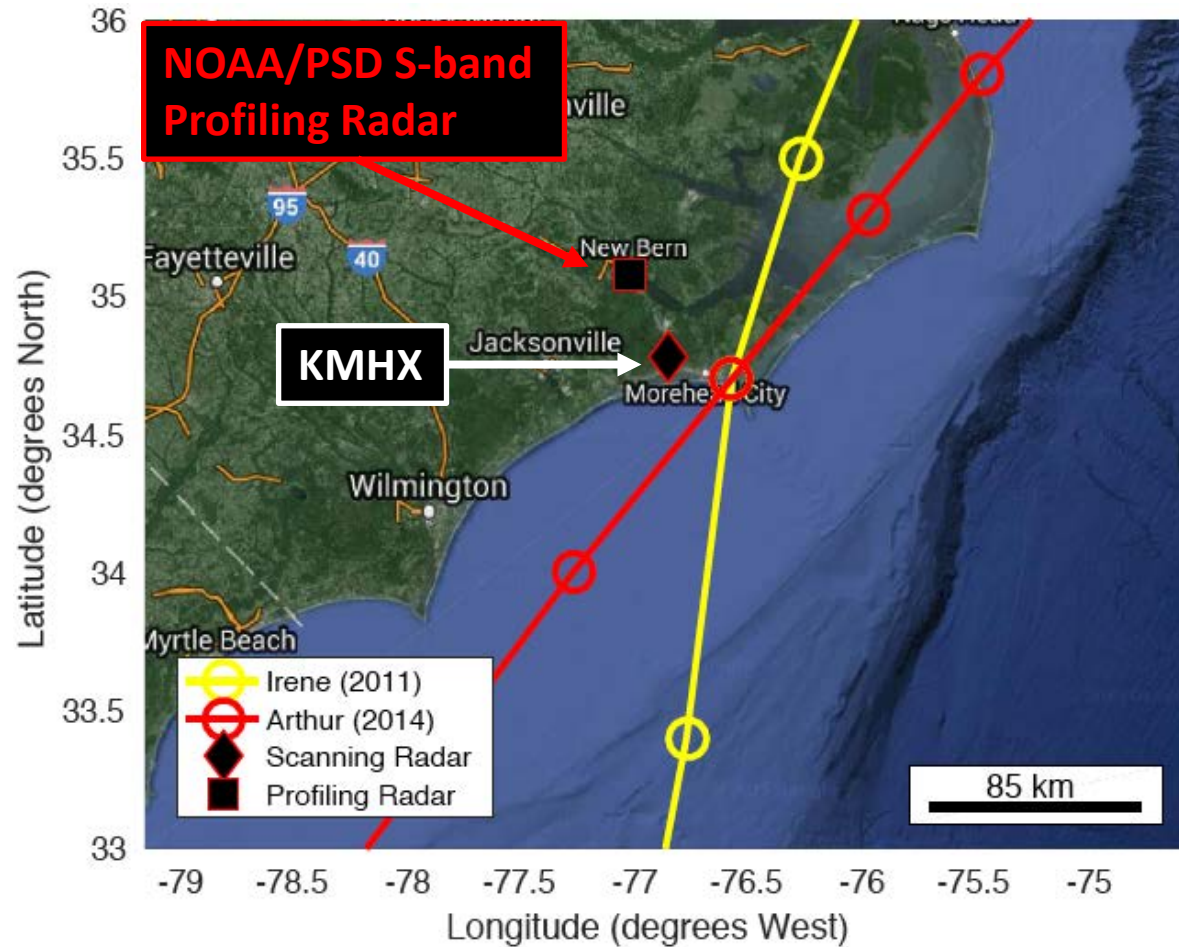 36
NOAA/PSD S-band
Profiling Radar
Nags Head
ville
35.5
95
New Bern
Fayetteville
40
35
Jacksonville
KMHX
Morehead City
34.5
Wilmington
34
Myrtle Beach
Irene (2011)
33.5
Arthur (2014)
Scanning Radar
Profiling Radar
85 km
33
-79
-78.5
-78
-77.5
-77
-76.5
-76
-75.5
-75
Latitude (degrees North)
Longitude (degrees West)